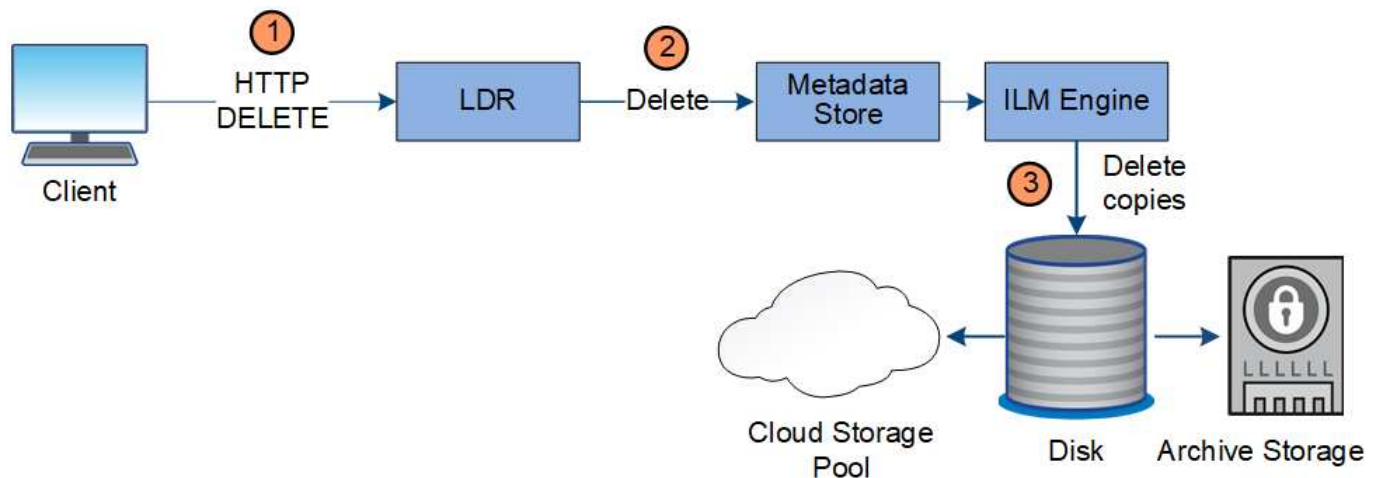 1
HTTP
DELETE
Client
LDR
2
Delete
Metadata
Store
ILM Engine
3
Delete
copies
Cloud Storage
Pool
Disk
Archive Storage
LLLLLL